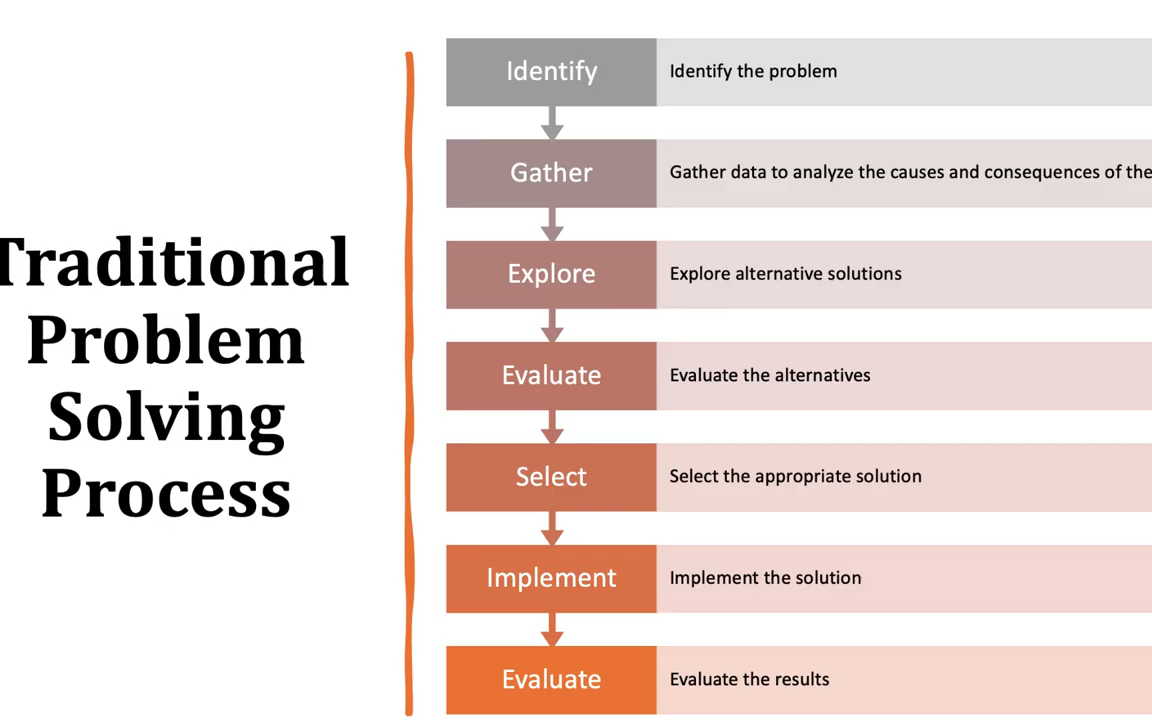 Traditional
Problem
Solving
Process
Identify
Identify the problem
Gather
Gather data to analyze the causes and consequences of the
Explore
Explore alternative solutions
Evaluate
Evaluate the alternatives
Select
Select the appropriate solution
Implement
Implement the solution
Evaluate
Evaluate the results